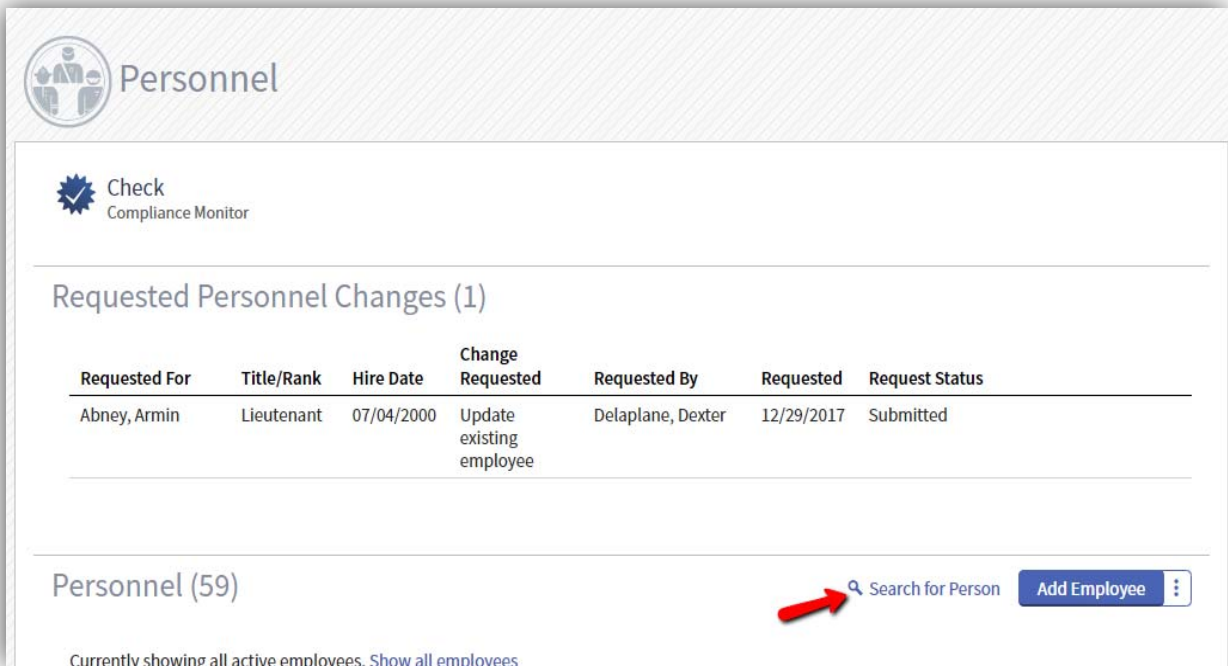 Personnel
Check
Compliance Monitor
Requested Personnel Changes (1)
Requested For Title/Rank Hire Date Change Requested Requested By Requested Request Status
Abney, Armin Lieutenant 07/04/2000 Update existing employee Delaplane, Dexter 12/29/2017 Submitted
Personnel (59)
Search for Person Add Employee
Currently showing all active employees. Show all employees